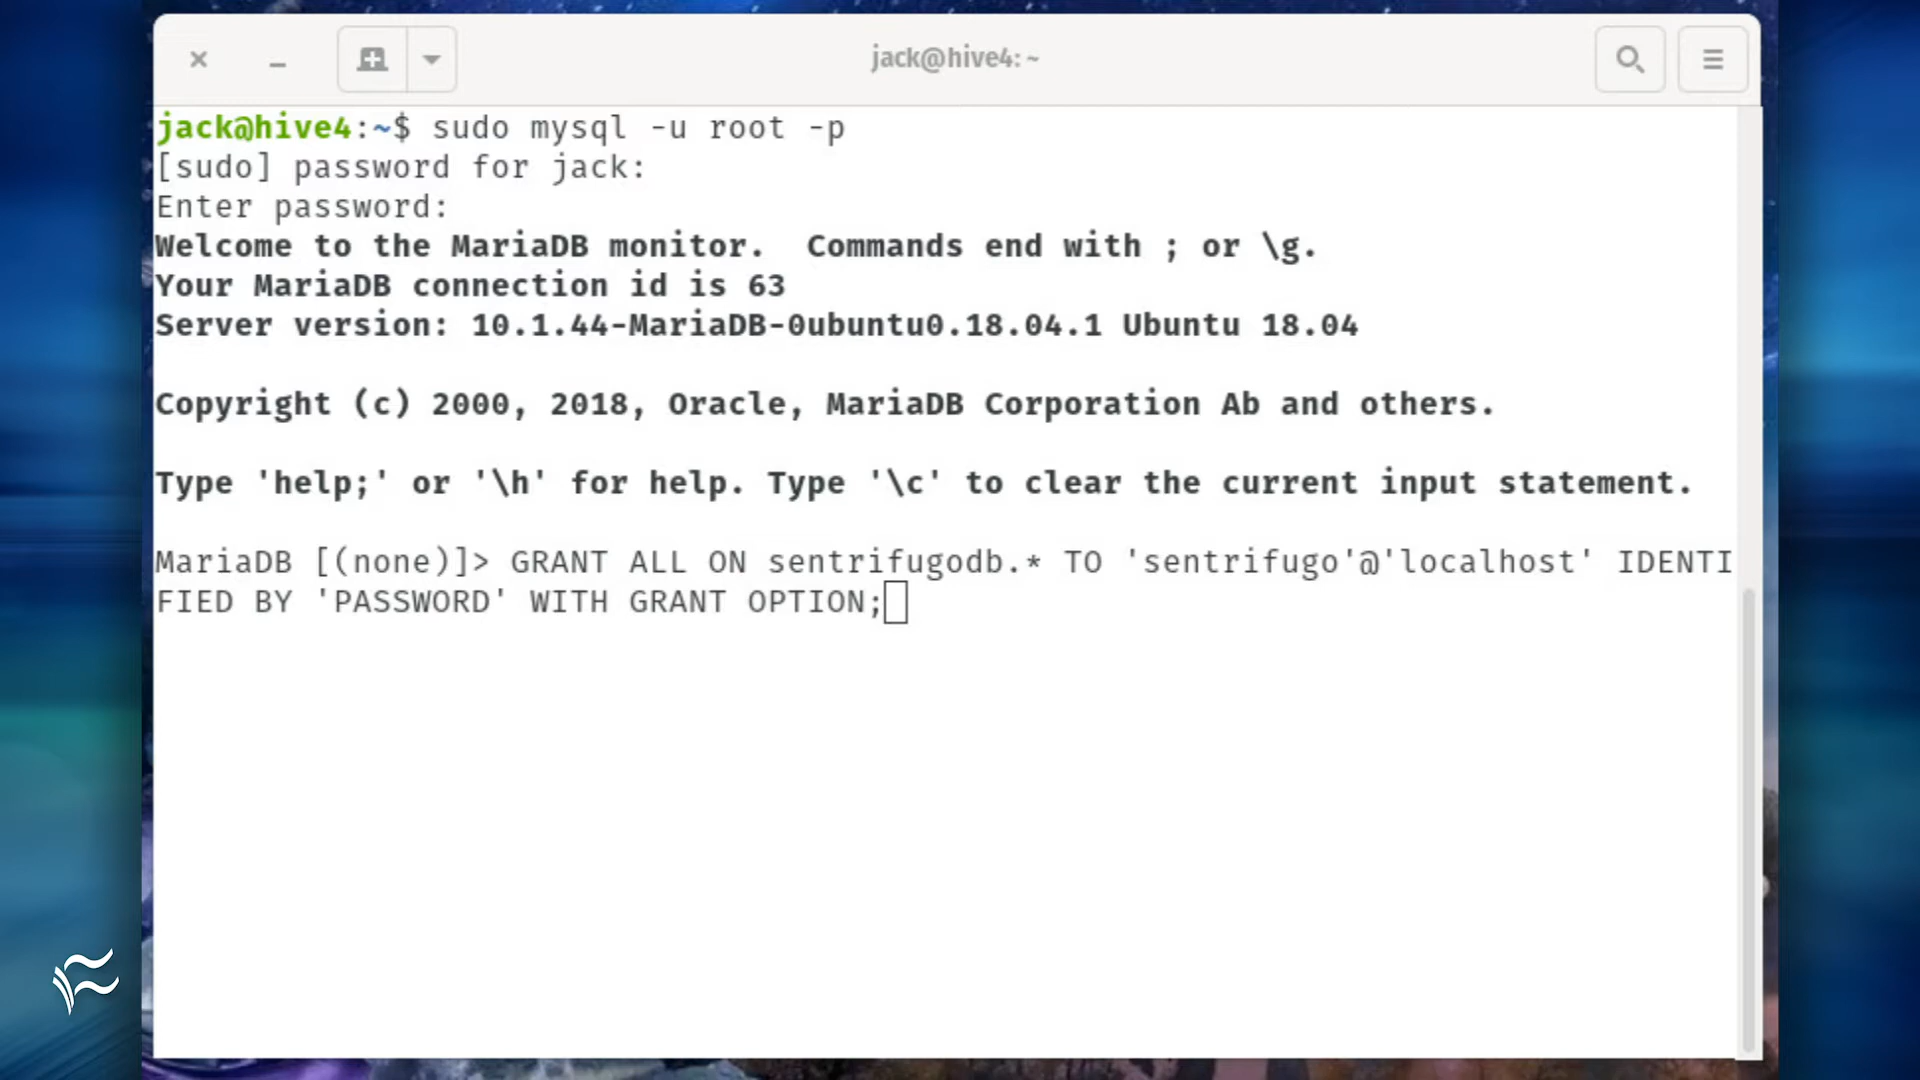 jack@hive4: ~
jack@hive4:~$ sudo mysql -u root -p
[sudo] password for jack:
Enter password:
Welcome to the MariaDB monitor.  Commands end with ; or \g.
Your MariaDB connection id is 63
Server version: 10.1.44-MariaDB-0ubuntu0.18.04.1 Ubuntu 18.04
Copyright (c) 2000, 2018, Oracle, MariaDB Corporation Ab and others.
Type 'help;' or '\h' for help. Type '\c' to clear the current input statement.
MariaDB [(none)]> GRANT ALL ON sentrifugodb.* TO 'sentrifugo'@'localhost' IDENTI
FIED BY 'PASSWORD' WITH GRANT OPTION;